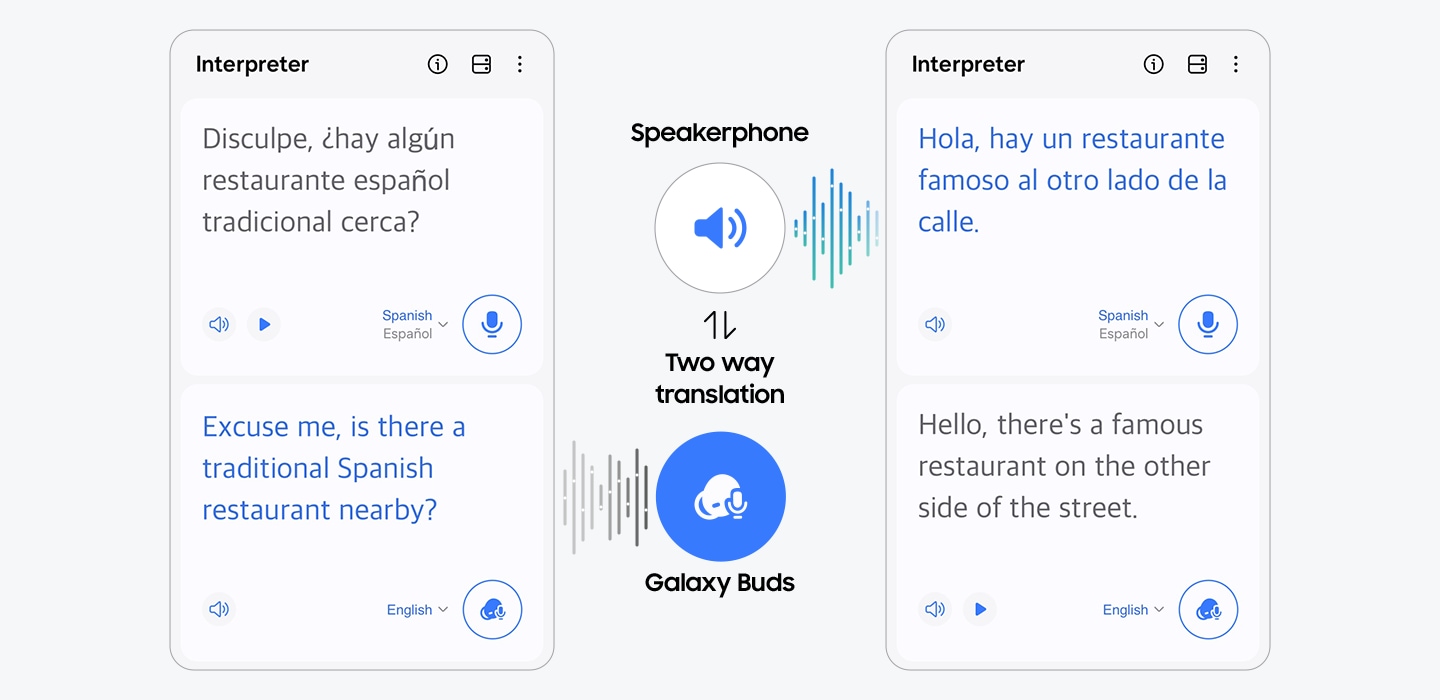 Interpreter
Disculpe, ¿hay algún
restaurante español
tradicional cerca?
Spanish
Español
Excuse me, is there a
traditional Spanish
restaurant nearby?
English
Speakerphone
Two way
translation
Galaxy Buds
Interpreter
Hola, hay un restaurante
famoso al otro lado de la
calle.
Spanish
Español
Hello, there's a famous
restaurant on the other
side of the street.
English